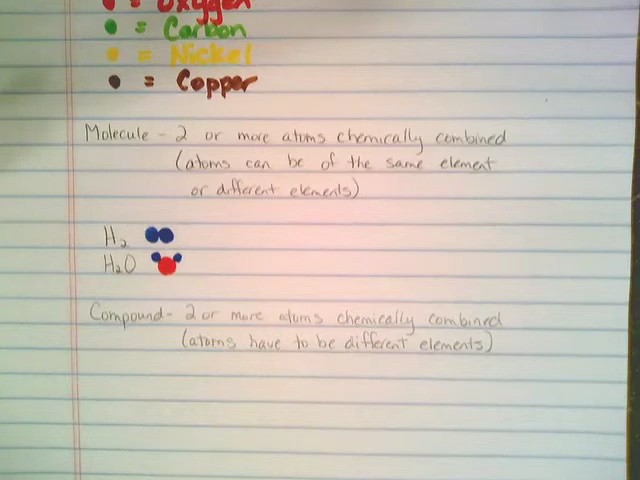 = Oxygen
= Carbon
= Nickel
= Copper
Molecule - 2 or more atoms chemically combined
(atoms can be of the same element
or different elements)
H₂
H₂O
Compound - 2 or more atoms chemically combined
(atoms have to be different elements)